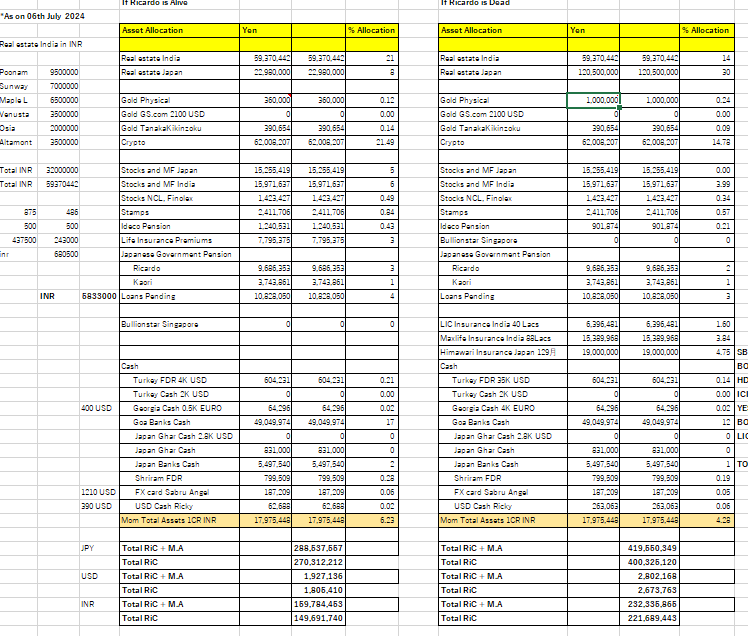 If Ricardo is Alive If Ricardo is Dead
*As on 06th July 2024
Asset Allocation Yen % Allocation Asset Allocation Yen % Allocation
Real estate India in INR
Real estate India 59,370,442 59,370,442 21 Real estate India 59,370,442 59,370,442 14
Poonam 9500000 Real estate Japan 22,980,000 22,980,000 8 Real estate Japan 120,500,000 120,500,000 30
Sunway 7000000
Maple L 6500000 Gold Physical 360,000 360,000 0.12 Gold Physical 1,000,000 1,000,000 0.24
Venusta 3500000 Gold GS.com 2100 USD 0 0 0.00 Gold GS.com 2100 USD 0 0 0.00
Osia 2000000 Gold TanakaKikinzoku 390,654 390,654 0.14 Gold TanakaKikinzoku 390,654 390,654 0.09
Altamont 3500000 Crypto 62,008,207 62,008,207 21.49 Crypto 62,008,207 62,008,207 14.78
Total INR 32000000 Stocks and MF Japan 15,255,419 15,255,419 5 Stocks and MF Japan 15,255,419 15,255,419 0.00
Total INR 59370442 Stocks and MF India 15,971,637 15,971,637 6 Stocks and MF India 15,971,637 15,971,637 3.99
Stocks NCL, Finolex 1,423,427 1,423,427 0.49 Stocks NCL, Finolex 1,423,427 1,423,427 0.34
875 486 Stamps 2,411,706 2,411,706 0.84 Stamps 2,411,706 2,411,706 0.57
500 500 Ideco Pension 1,240,531 1,240,531 0.43 Ideco Pension 901,874 901,874 0.21
437500 243000 Life Insurance Premiums 7,795,375 7,795,375 3 Bullionstar Singapore 0 0 0
inr 680500 Japanese Government Pension Japanese Government Pension
Ricardo 9,686,353 9,686,353 3 Ricardo 9,686,353 9,686,353 2
Kaori 3,743,861 3,743,861 1 Kaori 3,743,861 3,743,861 1
INR 5833000 Loans Pending 10,828,050 10,828,050 4 Loans Pending 10,828,050 10,828,050 3
Bullionstar Singapore 0 0 0 LIC Insurance India 40 Lacs 6,396,481 6,396,481 1.60
Maxlife Insurance India 88Lacs 15,389,968 15,389,968 3.84
Himawari Insurance Japan 129月 19,000,000 19,000,000 4.75 SB
Cash Cash BO
Turkey FDR 4K USD 604,231 604,231 0.21 Turkey FDR 35K USD 604,231 604,231 0.14 HD
Turkey Cash 2K USD 0 0 0.00 Turkey Cash 2K USD 0 0 0.00 ICI
400 USD Georgia Cash 0.5K EURO 64,296 64,296 0.02 Georgia Cash 4K EURO 64,296 64,296 0.02 YE
Goa Banks Cash 49,049,974 49,049,974 17 Goa Banks Cash 49,049,974 49,049,974 12 BO
Japan Ghar Cash 2.8K USD 0 0 0 Japan Ghar Cash 2.8K USD 0 0 0 LIC
Japan Ghar Cash 831,000 831,000 0 Japan Ghar Cash 831,000 831,000 0
Japan Banks Cash 5,497,540 5,497,540 2 Japan Banks Cash 5,497,540 5,497,540 1 TO
Shriram FDR 799,509 799,509 0.28 Shriram FDR 799,509 799,509 0.19
1210 USD FX card Sabru Angel 187,209 187,209 0.06 FX card Sabru Angel 187,209 187,209 0.05
390 USD USD Cash Ricky 62,688 62,688 0.02 USD Cash Ricky 263,063 263,063 0.06
Mom Total Assets 1CR INR 17,975,448 17,975,448 6.23 Mom Total Assets 1CR INR 17,975,448 17,975,448 4.28
JPY Total RiC + M.A 288,537,657 Total RiC + M.A 419,550,349
Total RiC 270,312,212 Total RiC 400,325,120
USD Total RiC + M.A 1,927,136 Total RiC + M.A 2,802,168
Total RiC 1,805,410 Total RiC 2,673,763
INR Total RiC + M.A 159,784,453 Total RiC + M.A 232,335,865
Total RiC 149,691,740 Total RiC 221,689,443